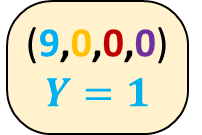 (9,0,0,0)
Y = 1